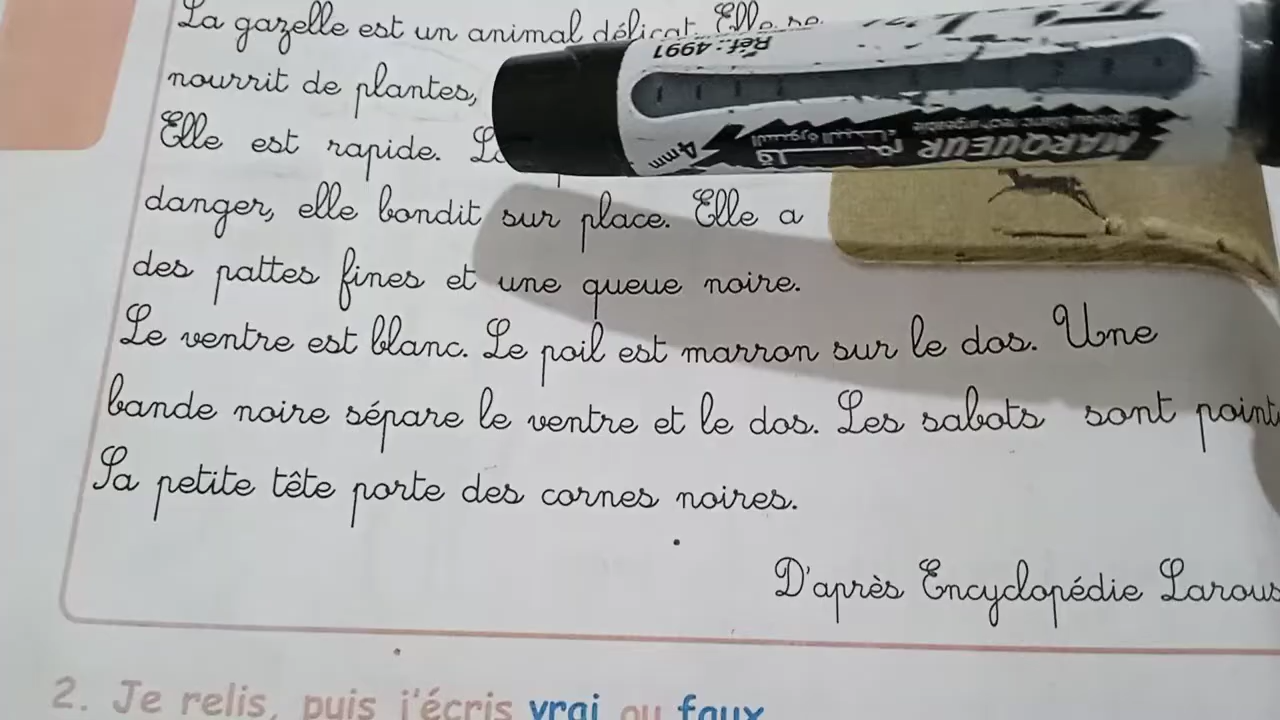 La gazelle est un animal délicat. Elle se
nourrit de plantes,
Elle est rapide.
danger, elle bondit sur place. Elle a
des pattes fines et une queue noire.
Le ventre est blanc. Le poil est marron sur le dos. Une
bande noire sépare le ventre et le dos. Les sabots sont point
Sa petite tête porte des cornes noires.
D'après Encyclopédie Larous
2. Je relis, puis j'écris vrai ou faux
Réf.: 4991
4mm
MARQUEUR